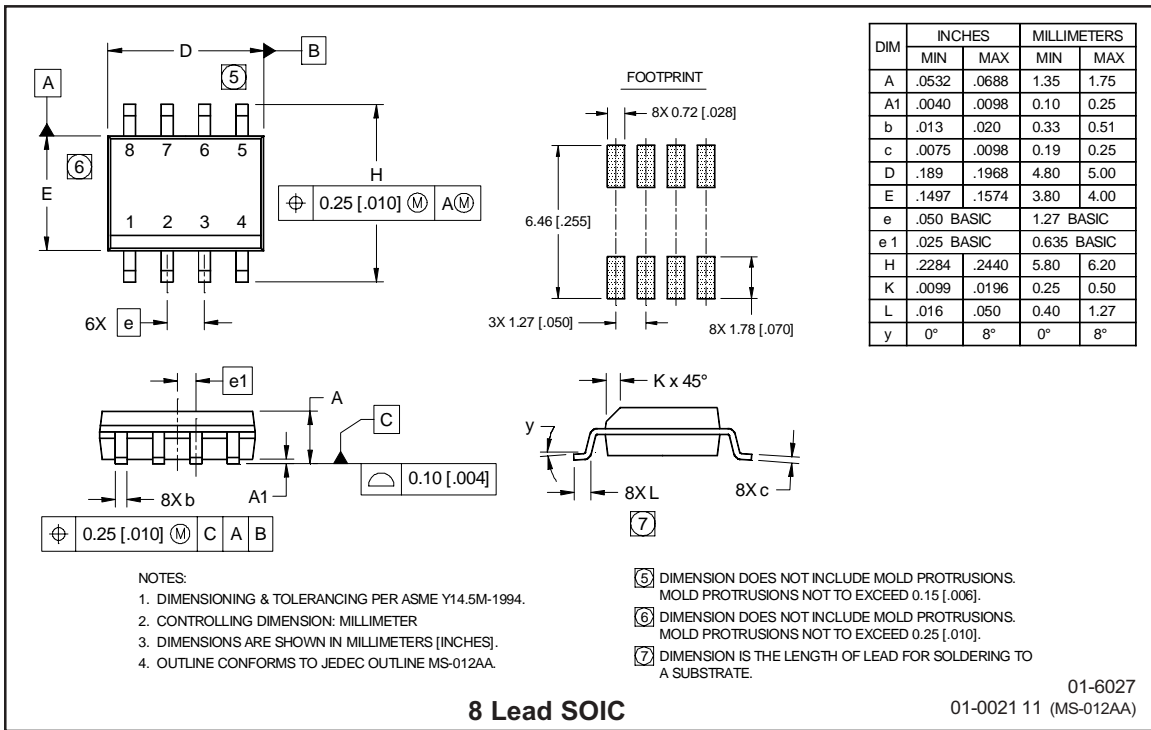 D
B
5
A
8 7 6 5
6
E
H
⌖ 0.25 [.010] Ⓜ A Ⓜ
1 2 3 4
6X e
FOOTPRINT
8X 0.72 [.028]
6.46 [.255]
3X 1.27 [.050]
8X 1.78 [.070]
DIM INCHES MILLIMETERS
MIN MAX MIN MAX
A .0532 .0688 1.35 1.75
A1 .0040 .0098 0.10 0.25
b .013 .020 0.33 0.51
c .0075 .0098 0.19 0.25
D .189 .1968 4.80 5.00
E .1497 .1574 3.80 4.00
e .050 BASIC 1.27 BASIC
e 1 .025 BASIC 0.635 BASIC
H .2284 .2440 5.80 6.20
K .0099 .0196 0.25 0.50
L .016 .050 0.40 1.27
y 0° 8° 0° 8°
e1
A
C
0.10 [.004]
A1
8X b
⌖ 0.25 [.010] Ⓜ C A B
K x 45°
y
8X L
8X c
7
NOTES:
1. DIMENSIONING & TOLERANCING PER ASME Y14.5M-1994.
2. CONTROLLING DIMENSION: MILLIMETER
3. DIMENSIONS ARE SHOWN IN MILLIMETERS [INCHES].
4. OUTLINE CONFORMS TO JEDEC OUTLINE MS-012AA.
5 DIMENSION DOES NOT INCLUDE MOLD PROTRUSIONS.
MOLD PROTRUSIONS NOT TO EXCEED 0.15 [.006].
6 DIMENSION DOES NOT INCLUDE MOLD PROTRUSIONS.
MOLD PROTRUSIONS NOT TO EXCEED 0.25 [.010].
7 DIMENSION IS THE LENGTH OF LEAD FOR SOLDERING TO
A SUBSTRATE.
8 Lead SOIC
01-6027
01-0021 11 (MS-012AA)